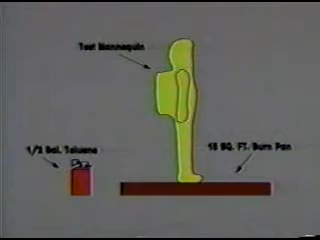 Test Mannequin
1/2 Gal. Toluene
15 SQ. FT. Burn Pan